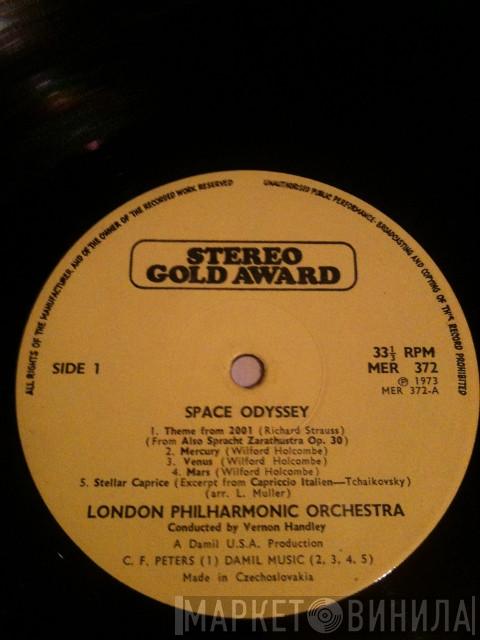 ALL RIGHTS OF THE MANUFACTURER AND OF THE OWNER OF THE RECORDED WORK RESERVED
UNAUTHORISED PUBLIC PERFORMANCE · BROADCASTING AND COPYING OF THIS RECORD PROHIBITED
STEREO
GOLD AWARD
SIDE 1
33⅓ RPM
MER 372
℗ 1973
MER 372-A
SPACE ODYSSEY
1. Theme from 2001 (Richard Strauss)
(From Also Spracht Zarathustra Op. 30)
2. Mercury (Wilford Holcombe)
3. Venus (Wilford Holcombe)
4. Mars (Wilford Holcombe)
5. Stellar Caprice (Excerpt from Capriccio Italien—Tchaikovsky)
(arr. L. Muller)
LONDON PHILHARMONIC ORCHESTRA
Conducted by Vernon Handley
A Damil U.S.A. Production
C. F. PETERS (1) DAMIL MUSIC (2, 3, 4, 5)
Made in Czechoslovakia
МАРКЕТ ВИНИЛА